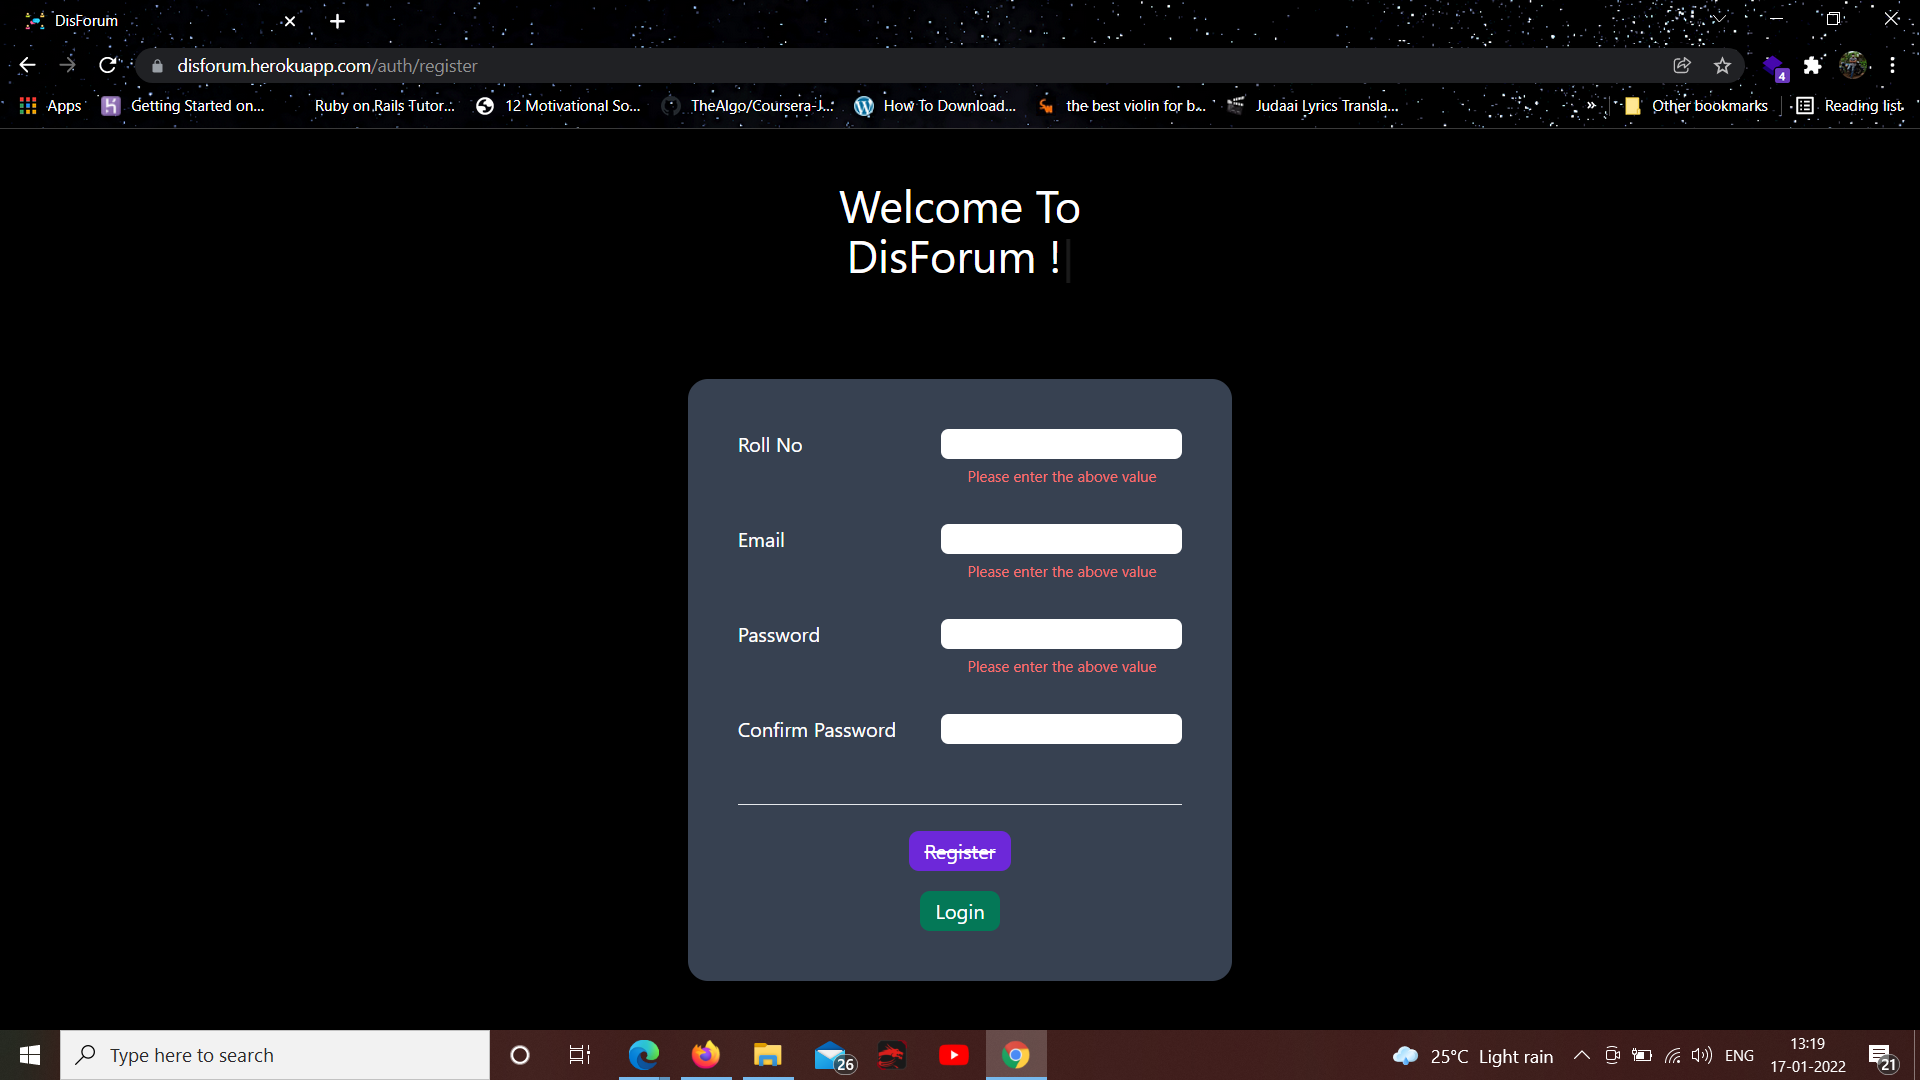 DisForum
disforum.herokuapp.com/auth/register
4
Apps
Getting Started on...
Ruby on Rails Tutor...
12 Motivational So...
TheAlgo/Coursera-J...
How To Download...
the best violin for b...
Judaai Lyrics Transla...
»
Other bookmarks
Reading list
Welcome To
DisForum !
Roll No
Please enter the above value
Email
Please enter the above value
Password
Please enter the above value
Confirm Password
Register
Login
Type here to search
26
25°C Light rain
ENG
13:19
17-01-2022
21